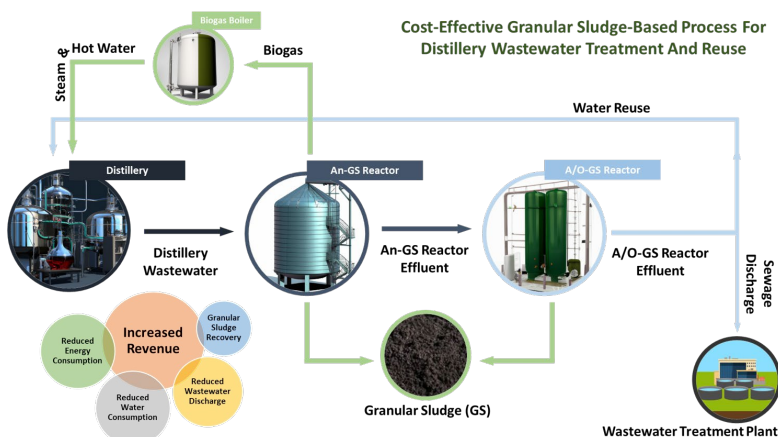 Cost-Effective Granular Sludge-Based Process For
Distillery Wastewater Treatment And Reuse
Biogas Boiler
Steam &
Hot Water
Biogas
Water Reuse
Distillery
An-GS Reactor
A/O-GS Reactor
Distillery
Wastewater
An-GS Reactor
Effluent
A/O-GS Reactor
Effluent
Sewage
Discharge
Increased
Revenue
Granular
Sludge
Recovery
Reduced
Energy
Consumption
Reduced
Wastewater
Discharge
Reduced
Water
Consumption
Granular Sludge (GS)
Wastewater Treatment Plant